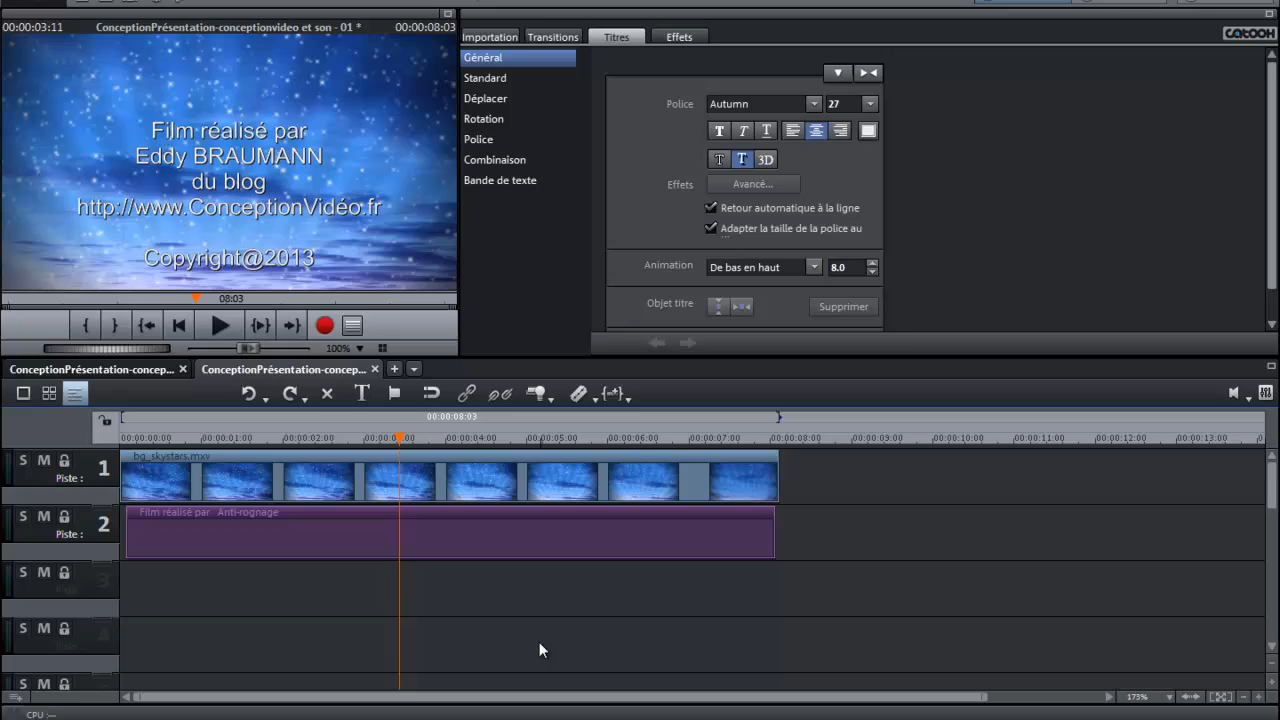 00:00:03:11 ConceptionPrésentation-conceptionvideo et son - 01 * 00:00:08:03
Film réalisé par
Eddy BRAUMANN
du blog
http://www.ConceptionVidéo.fr
Copyright@2013
08:03
100%
Importation Transitions Titres Effets
CATOOH
Général
Standard
Déplacer
Rotation
Police
Combinaison
Bande de texte
Police Autumn 27
T T T
T T 3D
Effets Avancé...
Retour automatique à la ligne
Adapter la taille de la police au
Animation De bas en haut 8.0
Objet titre Supprimer
ConceptionPrésentation-concep... ConceptionPrésentation-concep...
00:00:08:03
00:00:00:00 00:00:01:00 00:00:02:00 00:00:04:00 00:00:05:00 00:00:06:00 00:00:07:00 00:00:08:00 00:00:09:00 00:00:10:00 00:00:11:00 00:00:12:00 00:00:13:00
S M 1
Piste :
bg_skystars.mxv
S M 2
Piste :
Film réalisé par Anti-rognage
S M 3
S M
S M
173%
CPU :--